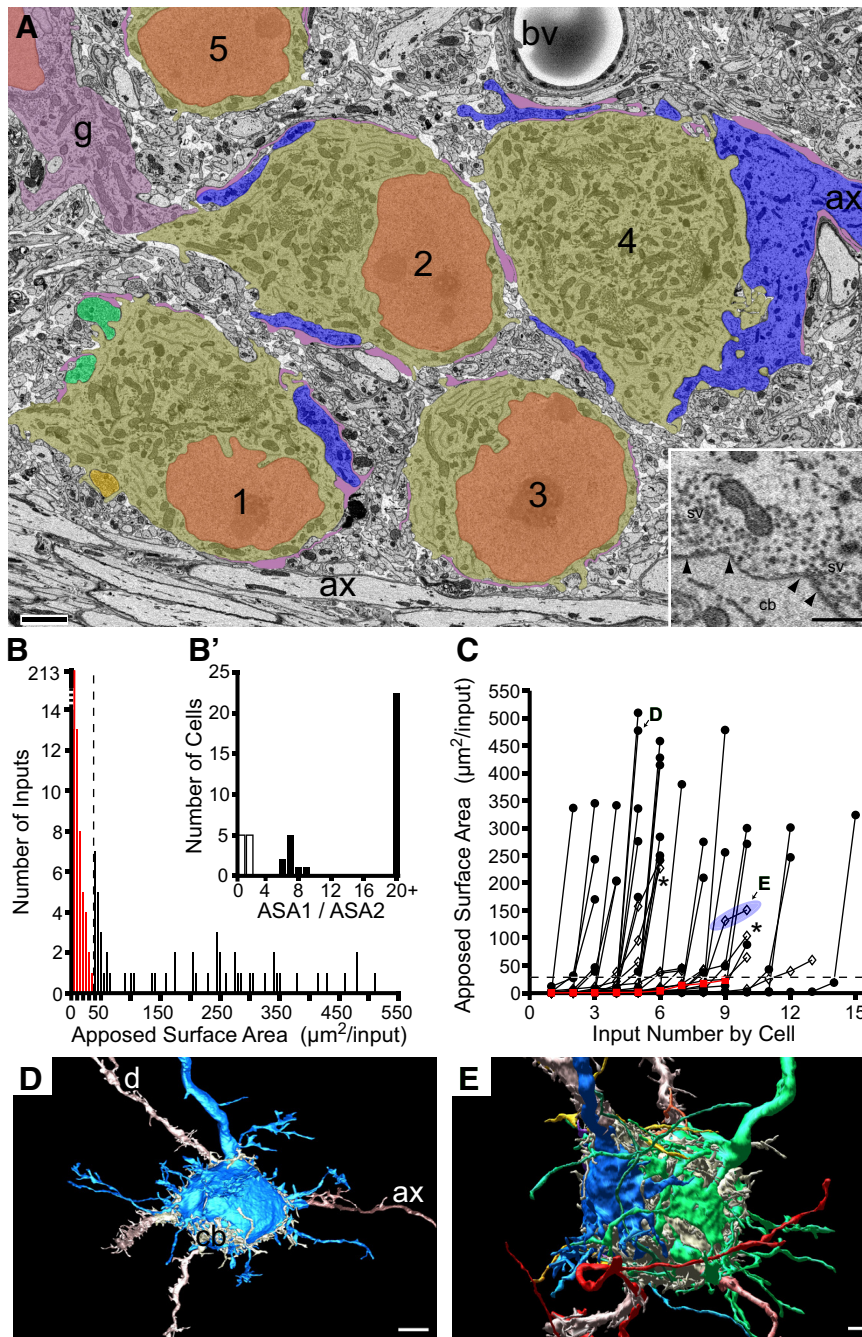 A
5
bv
g
ax
2
4
1
3
ax
sv
sv
cb
B
B'
C
213
14
12
10
8
6
4
2
0
Number of Inputs
0 50 150 250 350 450 550
Apposed Surface Area (μm²/input)
25
20
15
10
5
0
Number of Cells
0 4 8 12 16 20+
ASA1 / ASA2
550
500
450
400
350
300
250
200
150
100
50
0
Apposed Surface Area (μm²/input)
D
E
*
*
0 3 6 9 12 15
Input Number by Cell
D
d
ax
cb
E